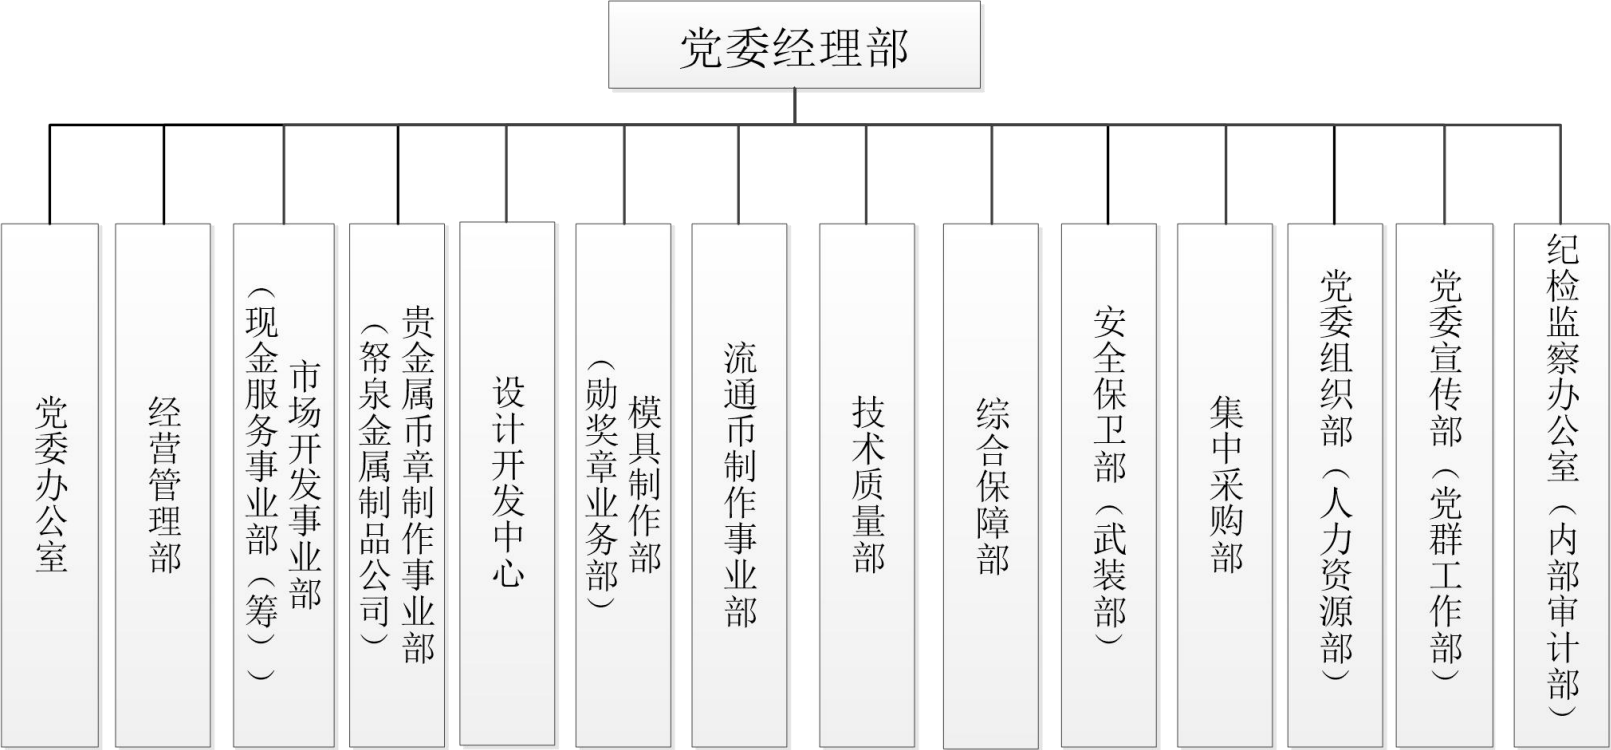 党委经理部
党委办公室
经营管理部
市场开发事业部
（现金服务事业部（筹））
贵金属币章制作事业部
（帑泉金属制品公司）
设计开发中心
模具制作部
（勋奖章业务部）
流通币制作事业部
技术质量部
综合保障部
安全保卫部（武装部）
集中采购部
党委组织部（人力资源部）
党委宣传部（党群工作部）
纪检监察办公室（内部审计部）